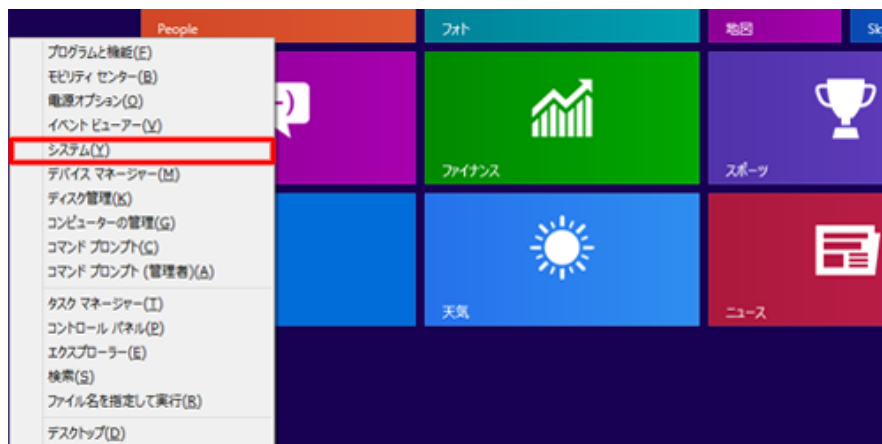 People
フォト
地図
Sk
プログラムと機能(F)
モビリティ センター(B)
電源オプション(O)
イベント ビューアー(V)
システム(Y)
デバイス マネージャー(M)
ディスク管理(K)
コンピューターの管理(G)
コマンド プロンプト(C)
コマンド プロンプト (管理者)(A)
タスク マネージャー(T)
コントロール パネル(P)
エクスプローラー(E)
検索(S)
ファイル名を指定して実行(R)
デスクトップ(D)
ファイナンス
スポーツ
天気
ニュース